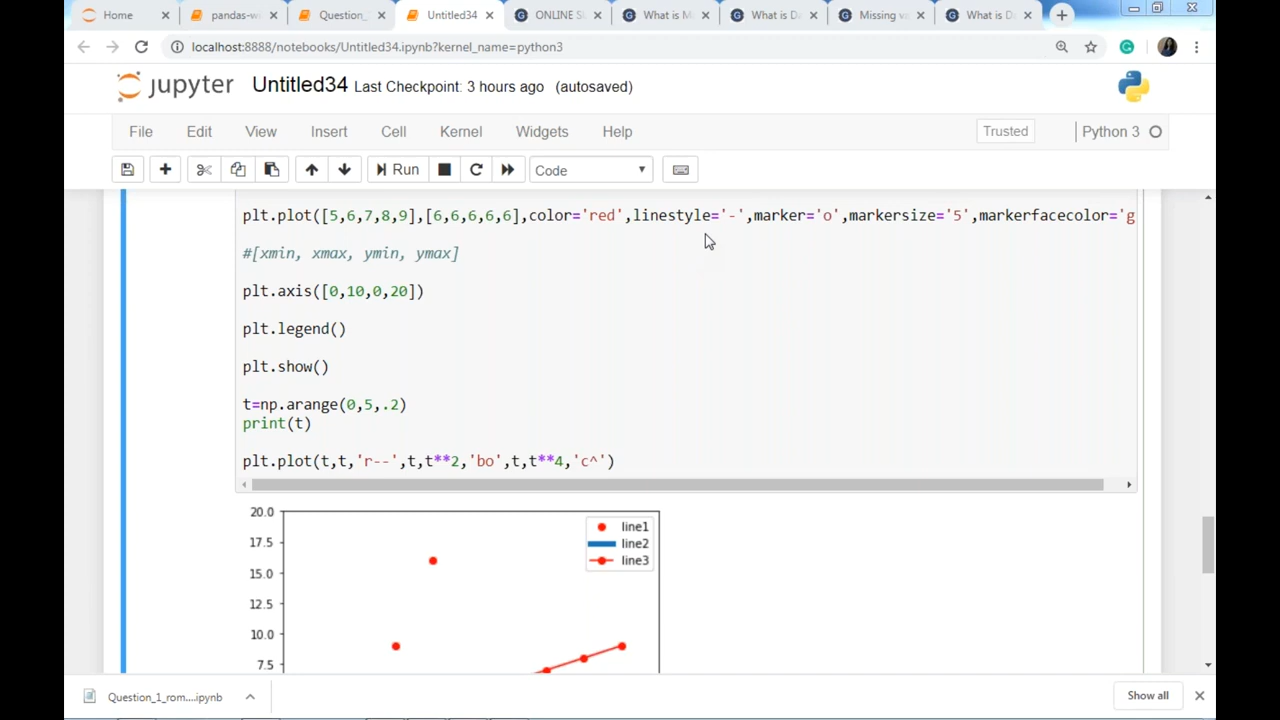 Home
pandas-wi
Question_
Untitled34
ONLINE SU
What is M
What is Da
Missing va
What is Da
localhost:8888/notebooks/Untitled34.ipynb?kernel_name=python3
jupyter Untitled34 Last Checkpoint: 3 hours ago (autosaved)
File Edit View Insert Cell Kernel Widgets Help Trusted Python 3
Run Code
plt.plot([5,6,7,8,9],[6,6,6,6,6],color='red',linestyle='-',marker='o',markersize='5',markerfacecolor='g
#[xmin, xmax, ymin, ymax]
plt.axis([0,10,0,20])
plt.legend()
plt.show()
t=np.arange(0,5,.2)
print(t)
plt.plot(t,t,'r--',t,t**2,'bo',t,t**4,'c^')
20.0
line1
17.5
line2
line3
15.0
12.5
10.0
7.5
Question_1_rom....ipynb
Show all